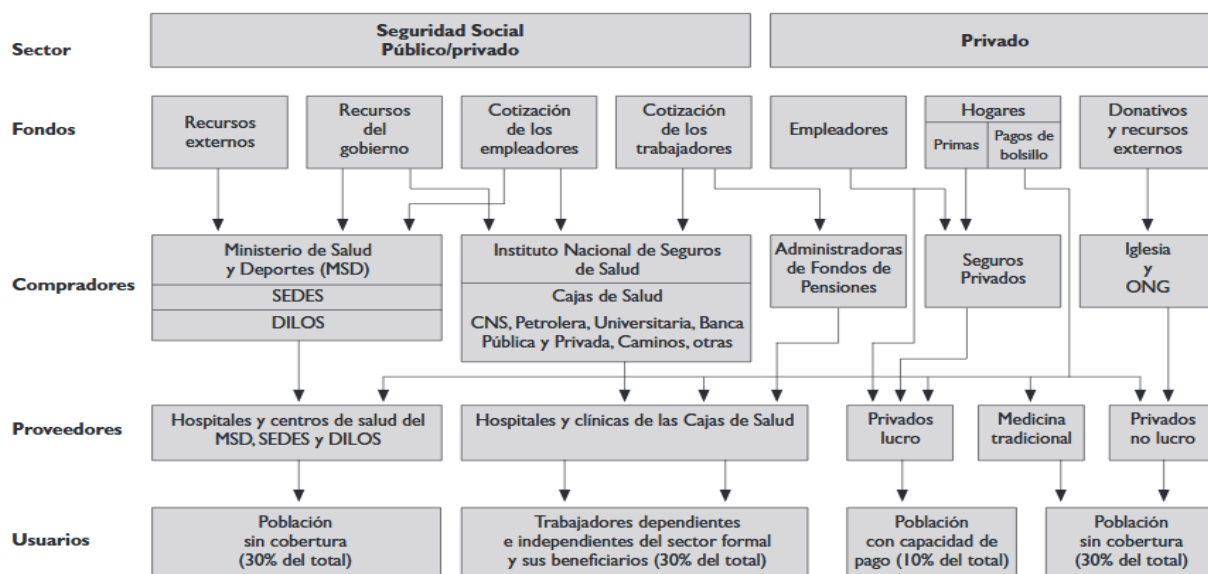 Sector
Seguridad Social
Público/privado
Privado
Fondos
Recursos
externos
Recursos
del
gobierno
Cotización
de los
empleadores
Cotización
de los
trabajadores
Empleadores
Hogares
Primas
Pagos de
bolsillo
Donativos
y recursos
externos
Compradores
Ministerio de Salud
y Deportes (MSD)
SEDES
DILOS
Instituto Nacional de Seguros
de Salud
Cajas de Salud
CNS, Petrolera, Universitaria, Banca
Pública y Privada, Caminos, otras
Administradoras
de Fondos de
Pensiones
Seguros
Privados
Iglesia
y
ONG
Proveedores
Hospitales y centros de salud del
MSD, SEDES y DILOS
Hospitales y clínicas de las Cajas de Salud
Privados
lucro
Medicina
tradicional
Privados
no lucro
Usuarios
Población
sin cobertura
(30% del total)
Trabajadores dependientes
e independientes del sector formal
y sus beneficiarios (30% del total)
Población
con capacidad de
pago (10% del total)
Población
sin cobertura
(30% del total)